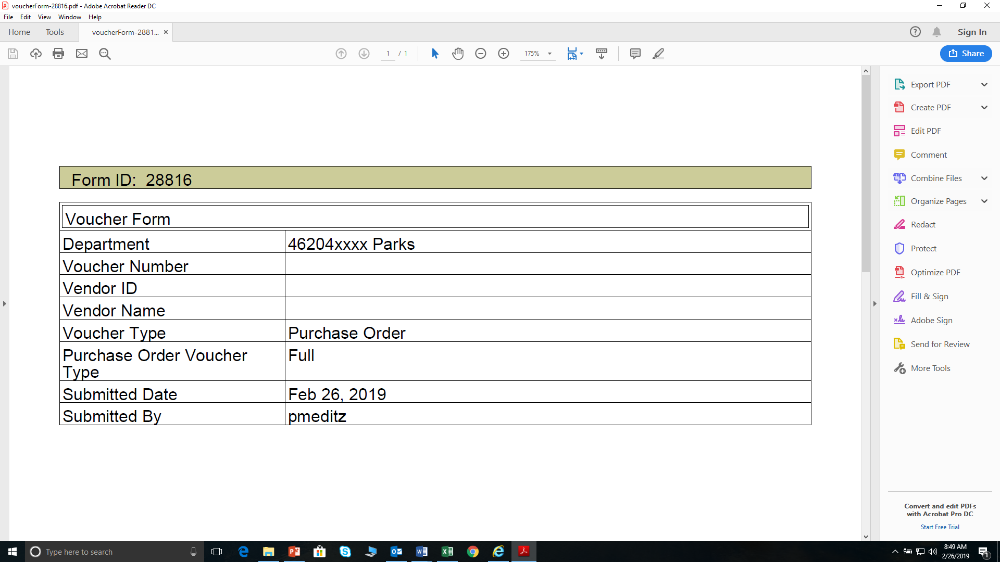 voucherForm-28816.pdf - Adobe Acrobat Reader DC
File Edit View Window Help
Home Tools voucherForm-2881... ×
? Sign In
1 / 1 175% Share
Form ID: 28816
Voucher Form
Department 46204xxxx Parks
Voucher Number
Vendor ID
Vendor Name
Voucher Type Purchase Order
Purchase Order Voucher Full
Type
Submitted Date Feb 26, 2019
Submitted By pmeditz
Export PDF
Create PDF
Edit PDF
Comment
Combine Files
Organize Pages
Redact
Protect
Optimize PDF
Fill & Sign
Adobe Sign
Send for Review
More Tools
Convert and edit PDFs
with Acrobat Pro DC
Start Free Trial
Type here to search
8:49 AM
2/26/2019
1